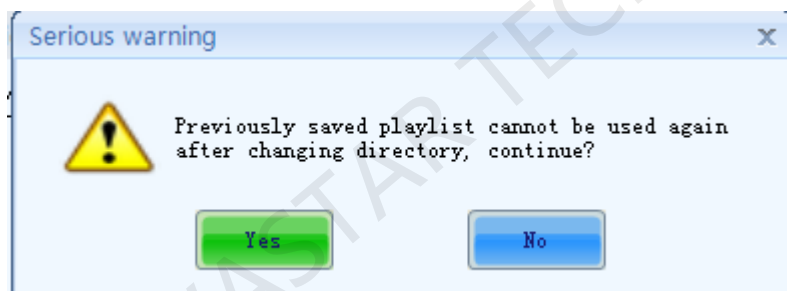 Serious warning
Previously saved playlist cannot be used again
after changing directory, continue?
Yes
No